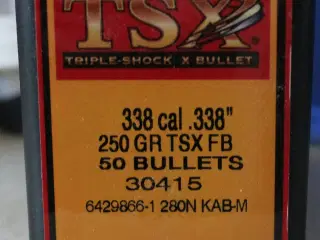 TSX
TRIPLE-SHOCK X BULLET
.338 cal .338"
250 GR TSX FB
50 BULLETS
30415
6429866-1 280N KAB-M